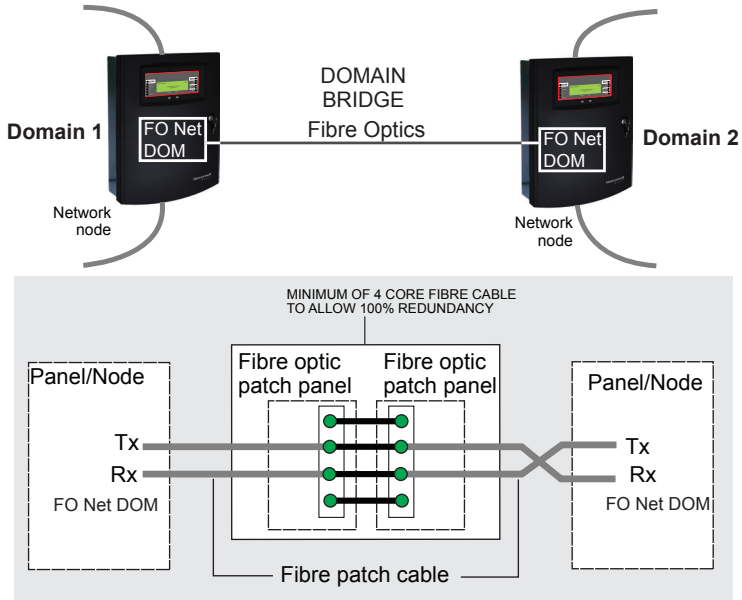 DOMAIN
BRIDGE
Fibre Optics
Domain 1
FO Net
DOM
FO Net
DOM
Domain 2
Network
node
Network
node
MINIMUM OF 4 CORE FIBRE CABLE
TO ALLOW 100% REDUNDANCY
Panel/Node
Fibre optic
patch panel
Fibre optic
patch panel
Panel/Node
Tx
Rx
FO Net DOM
Tx
Rx
FO Net DOM
Fibre patch cable